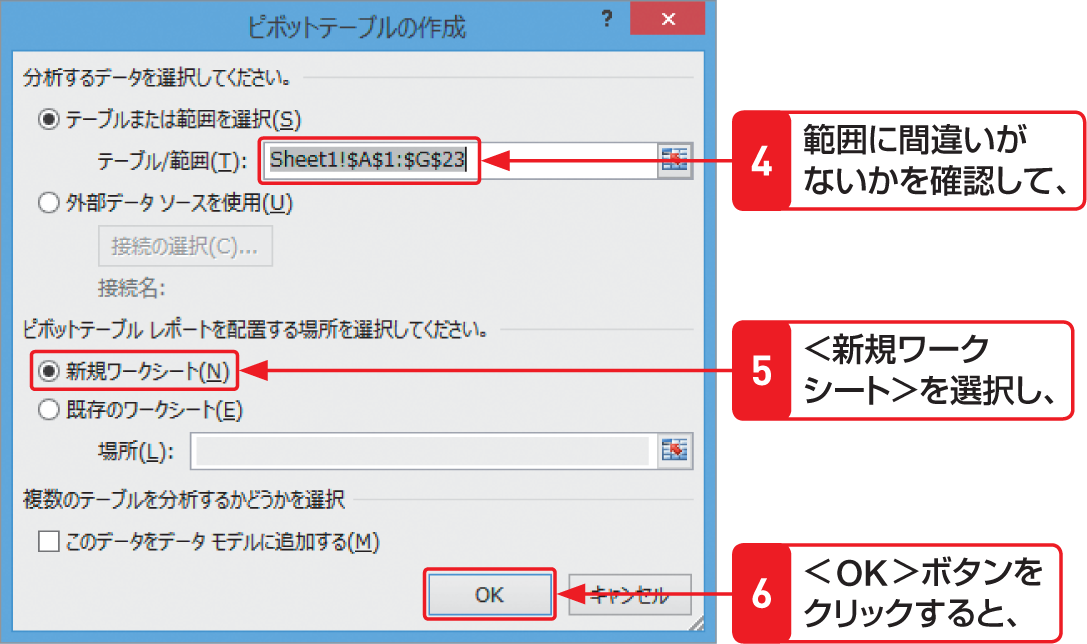 ピボットテーブルの作成
?
×
分析するデータを選択してください。
テーブルまたは範囲を選択(S)
テーブル/範囲(T):
Sheet1!$A$1:$G$23
外部データ ソースを使用(U)
接続の選択(C)...
接続名:
ピボットテーブル レポートを配置する場所を選択してください。
新規ワークシート(N)
既存のワークシート(E)
場所(L):
複数のテーブルを分析するかどうかを選択
このデータをデータ モデルに追加する(M)
OK
キャンセル
4
範囲に間違いが
ないかを確認して、
5
<新規ワーク
シート>を選択し、
6
<OK>ボタンを
クリックすると、